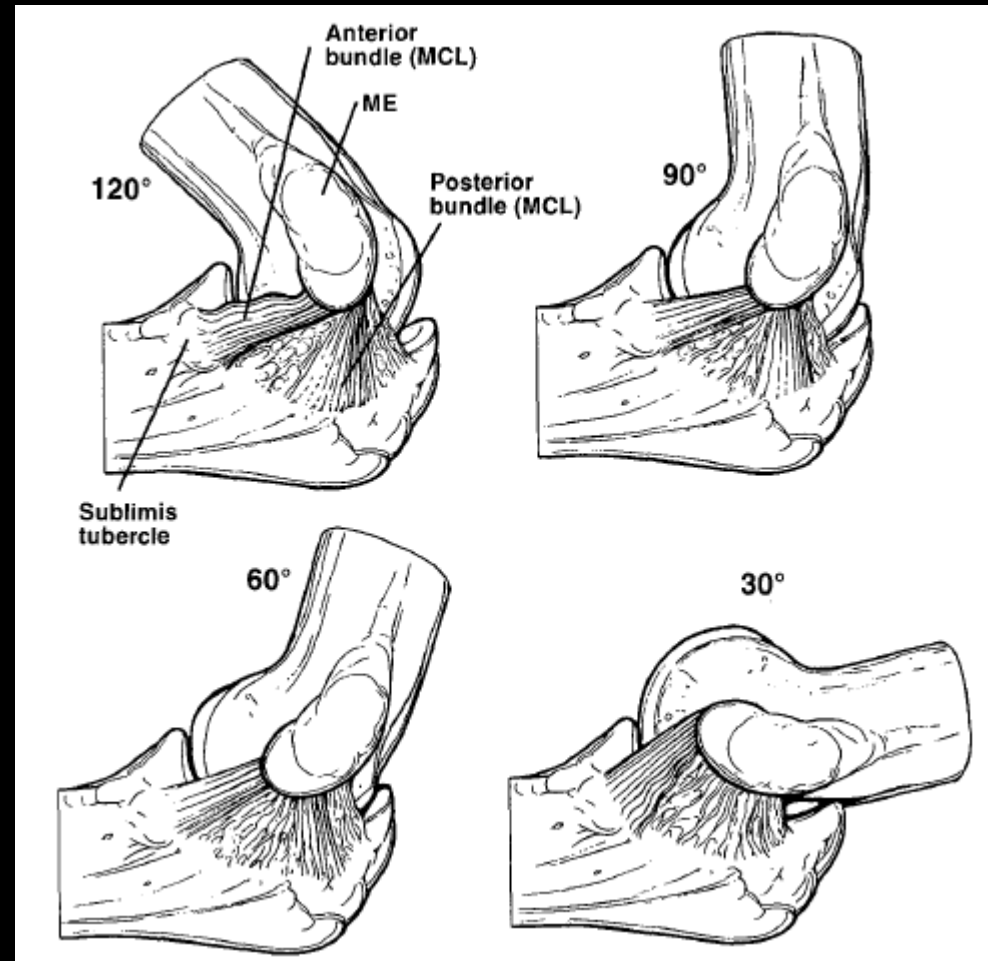 Anterior
bundle (MCL)
ME
120°
Posterior
bundle (MCL)
90°
Sublimis
tubercle
60°
30°